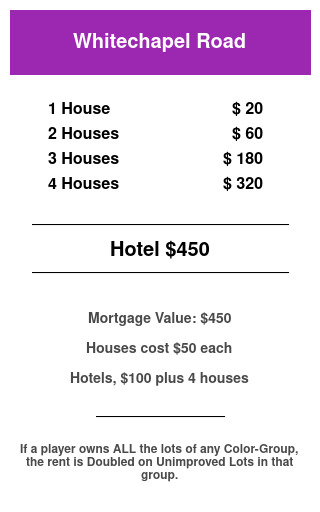 Whitechapel Road
1 House $ 20
2 Houses $ 60
3 Houses $ 180
4 Houses $ 320
Hotel $450
Mortgage Value: $450
Houses cost $50 each
Hotels, $100 plus 4 houses
If a player owns ALL the lots of any Color-Group,
the rent is Doubled on Unimproved Lots in that
group.